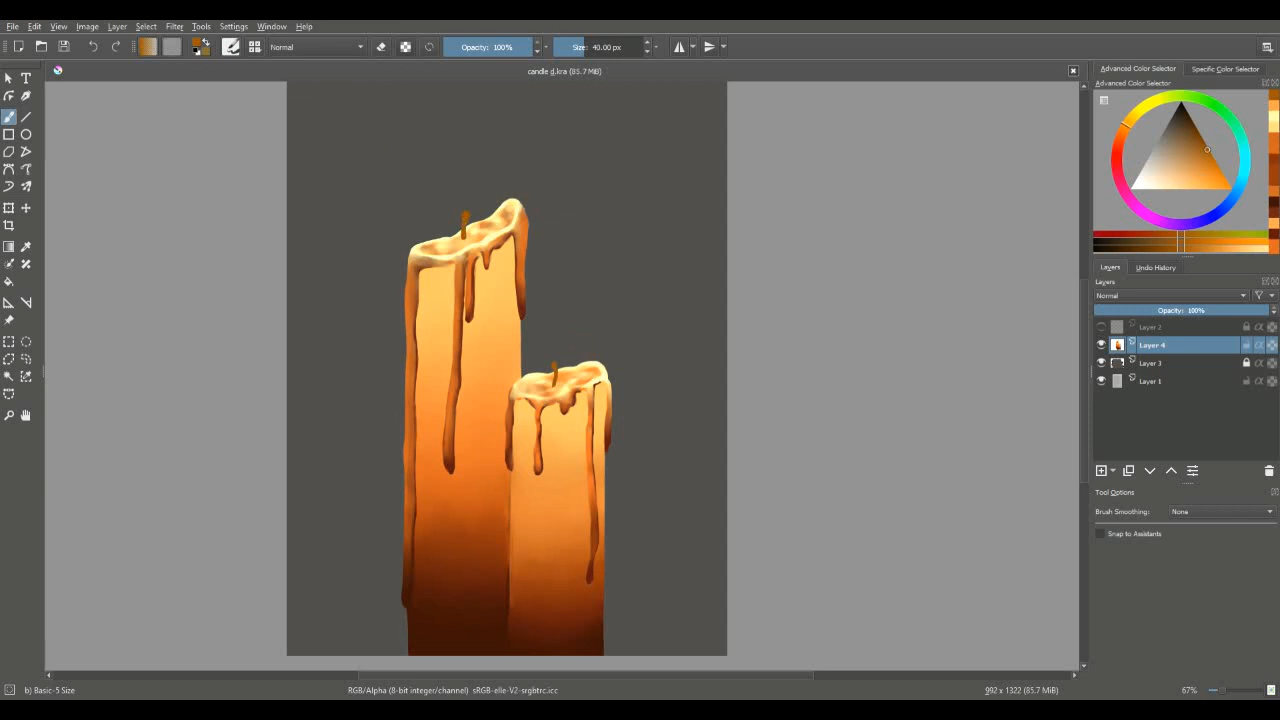 File Edit View Image Layer Select Filter Tools Settings Window Help
Normal Opacity: 100% Size: 40.00 px
candle d.kra (85.7 MiB)
Advanced Color Selector Specific Color Selector
Advanced Color Selector
Layers Undo History
Layers
Normal
Opacity: 100%
Layer 2
Layer 4
Layer 3
Layer 1
Tool Options
Brush Smoothing: None
Snap to Assistants
b) Basic-5 Size RGB/Alpha (8-bit integer/channel) sRGB-elle-V2-srgbtrc.icc 992 x 1322 (85.7 MiB) 67%